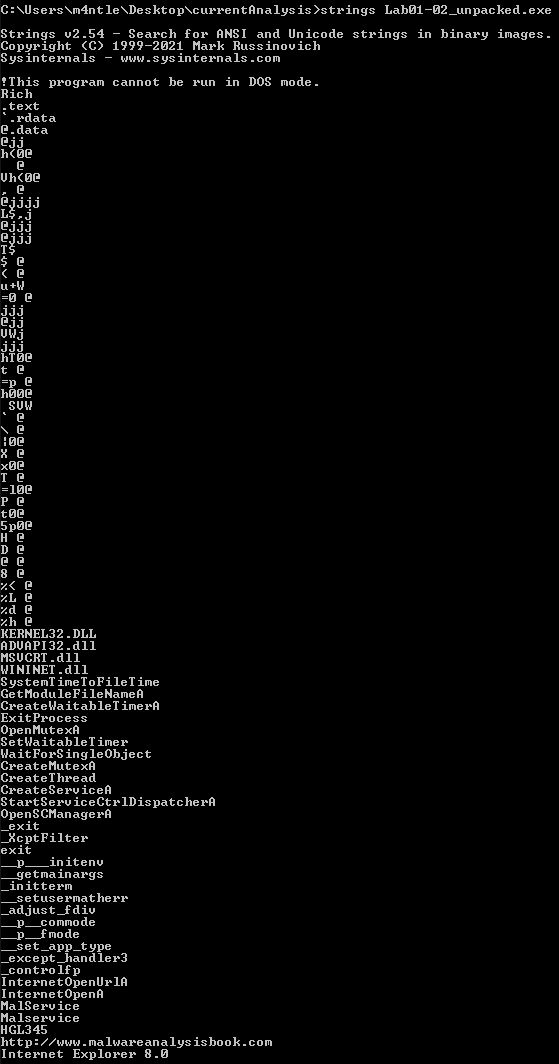 C:\Users\m4ntle\Desktop\currentAnalysis>strings Lab01-02_unpacked.exe
Strings v2.54 - Search for ANSI and Unicode strings in binary images.
Copyright (C) 1999-2021 Mark Russinovich
Sysinternals - www.sysinternals.com
!This program cannot be run in DOS mode.
Rich
.text
`.rdata
@.data
@jj
h(0@
  @
Vh(0@
, @
@jjjj
L$,j
@jjj
@jjj
T$
$ @
( @
u+W
=0 @
jjj
@jj
VWj
jjj
hT0@
t @
=p @
h00@
 SVW
` @
\ @
|0@
X @
x0@
T @
=l0@
P @
t0@
5p0@
H @
D @
@ @
8 @
%< @
%L @
%d @
%h @
KERNEL32.DLL
ADVAPI32.dll
MSVCRT.dll
WININET.dll
SystemTimeToFileTime
GetModuleFileNameA
CreateWaitableTimerA
ExitProcess
OpenMutexA
SetWaitableTimer
WaitForSingleObject
CreateMutexA
CreateThread
CreateServiceA
StartServiceCtrlDispatcherA
OpenSCManagerA
_exit
_XcptFilter
exit
__p___initenv
__getmainargs
_initterm
__setusermatherr
_adjust_fdiv
__p__commode
__p__fmode
__set_app_type
_except_handler3
_controlfp
InternetOpenUrlA
InternetOpenA
MalService
Malservice
HGL345
http://www.malwareanalysisbook.com
Internet Explorer 8.0